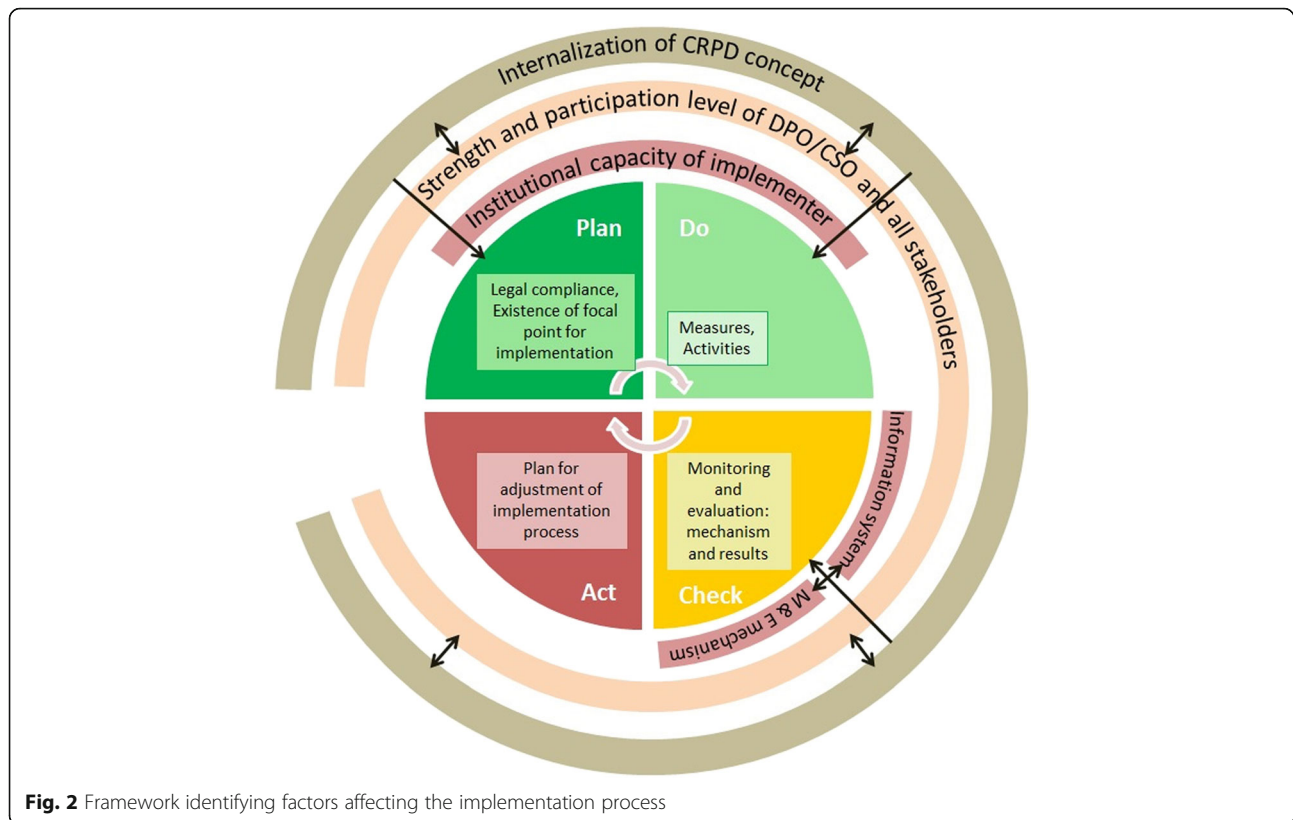 Internalization of CRPD concept
Strength and participation level of DPO/CSO and all stakeholders
Institutional capacity of implementer
Plan
Do
Legal compliance,
Existence of focal
point for
implementation
Measures,
Activities
Information system
Plan for
adjustment of
implementation
process
Monitoring
and
evaluation:
mechanism
and results
Act
Check
M & E mechanism
Fig. 2 Framework identifying factors affecting the implementation process